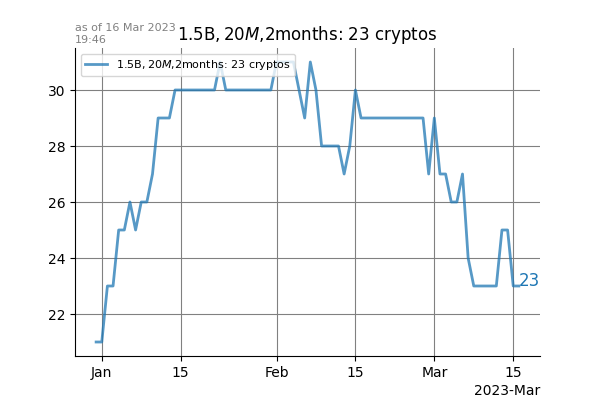 as of 16 Mar 2023
19:46
1.5B, 20M,2months: 23 cryptos
1.5B, 20M,2months: 23 cryptos
30
28
26
24
22
23
Jan
15
Feb
15
Mar
15
2023-Mar